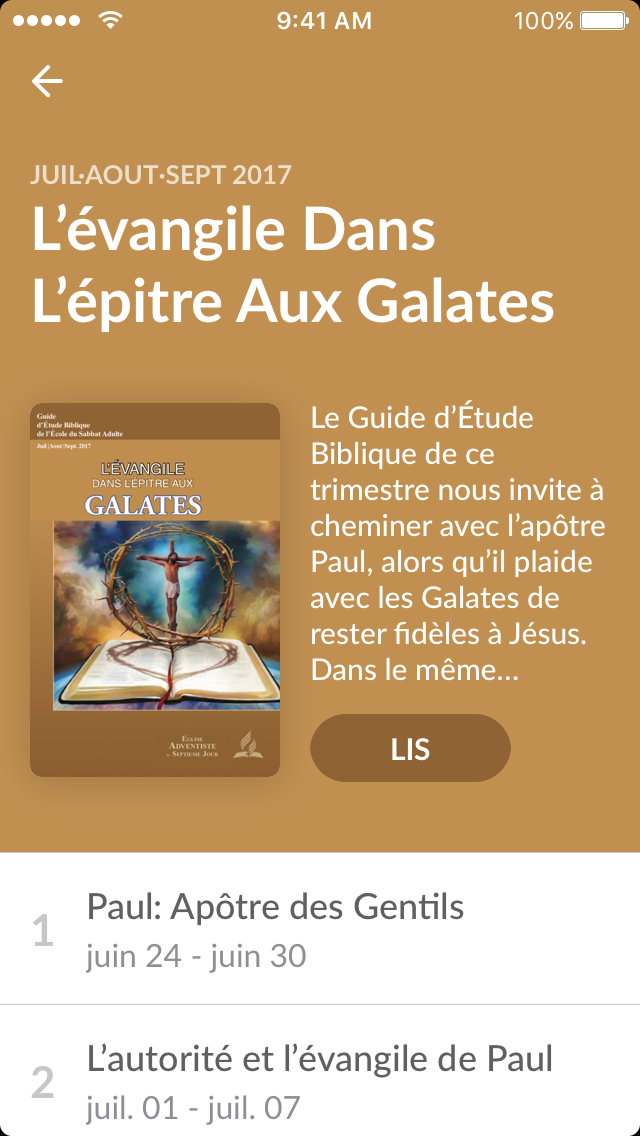 9:41 AM
100%
JUIL·AOUT·SEPT 2017
L’évangile Dans
L’épitre Aux Galates
Guide
d’Étude Biblique
de l’École du Sabbat Adulte
Juil |Aout |Sept. 2017
L’ÉVANGILE
DANS L’ÉPITRE AUX
GALATES
EGLISE
ADVENTISTE
SEPTIEME JOUR
Le Guide d’Étude
Biblique de ce
trimestre nous invite à
cheminer avec l’apôtre
Paul, alors qu’il plaide
avec les Galates de
rester fidèles à Jésus.
Dans le même...
LIS
1
Paul: Apôtre des Gentils
juin 24 - juin 30
2
L’autorité et l’évangile de Paul
juil. 01 - juil. 07